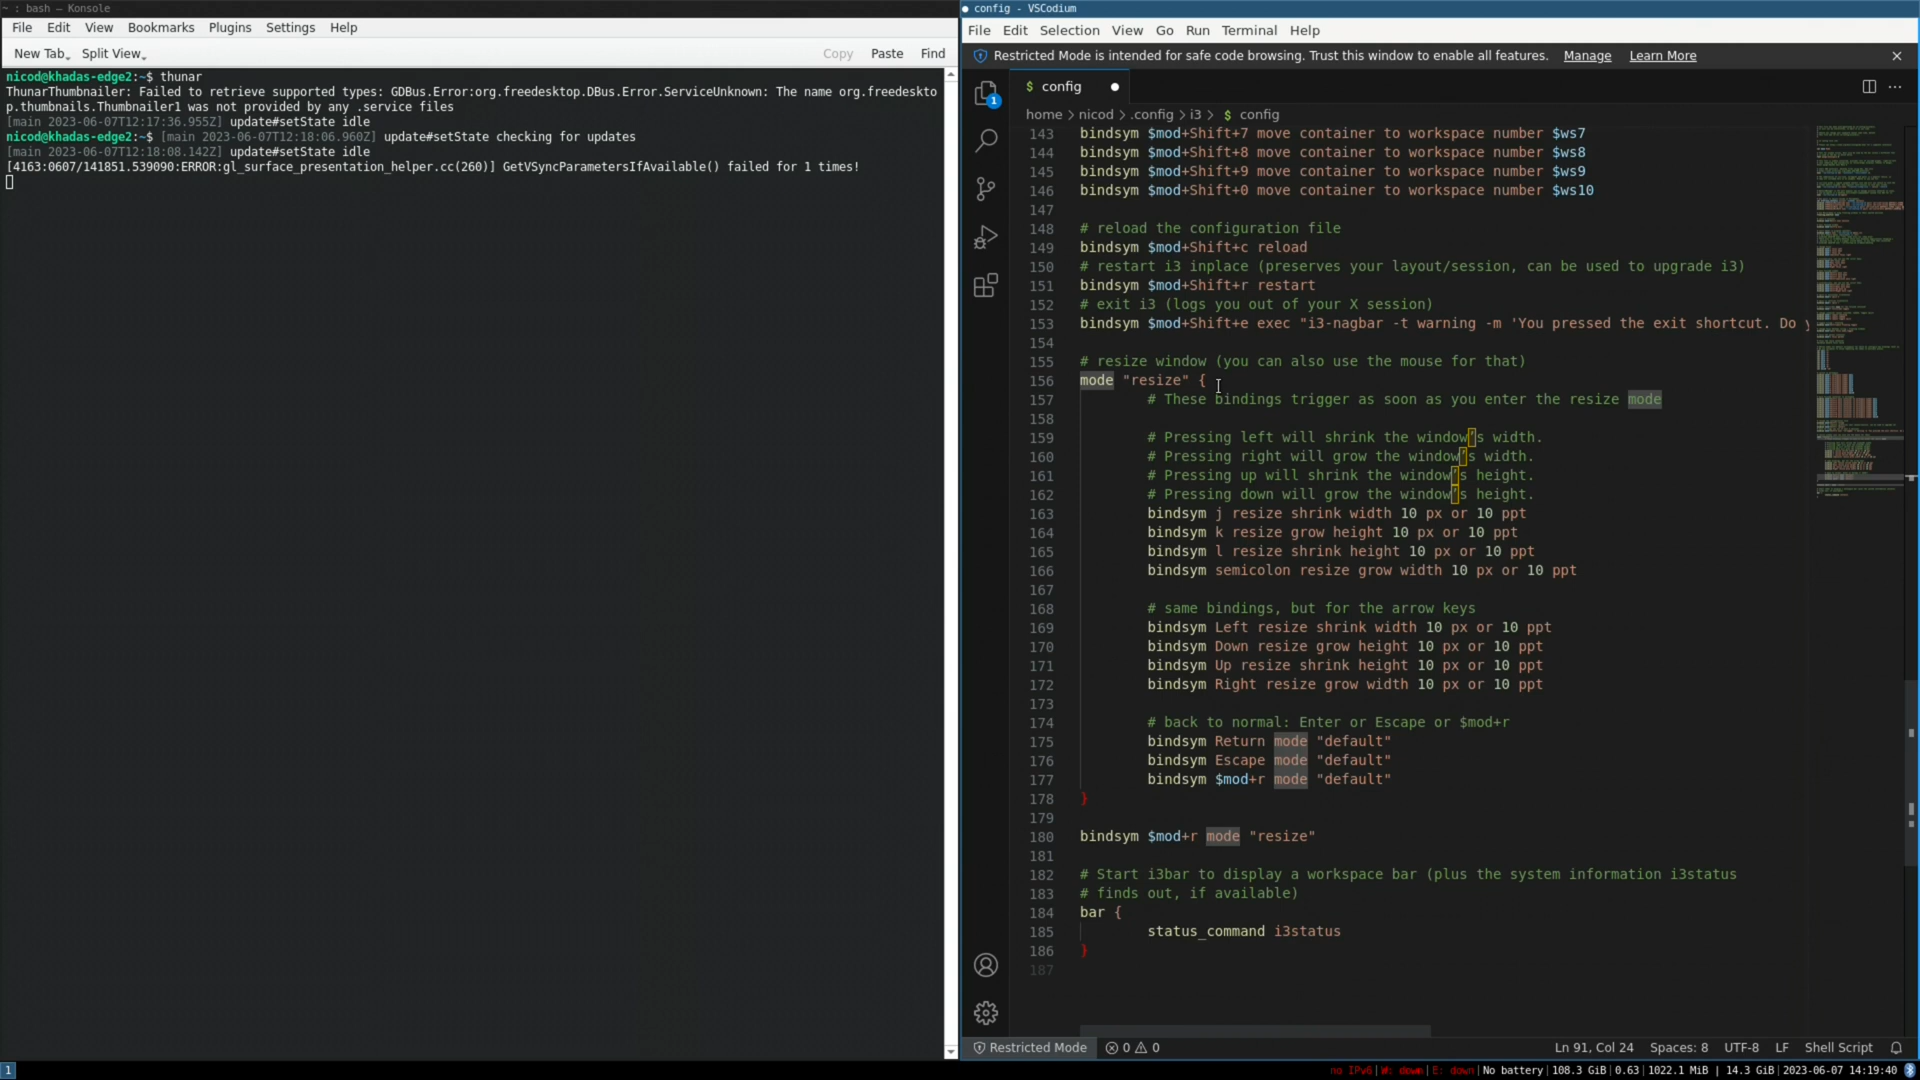 ~ : bash — Konsole
File Edit View Bookmarks Plugins Settings Help
New Tab Split View Copy Paste Find
nicod@khadas-edge2:~$ thunar
ThunarThumbnailer: Failed to retrieve supported types: GDBus.Error:org.freedesktop.DBus.Error.ServiceUnknown: The name org.freedeskto
p.thumbnails.Thumbnailer1 was not provided by any .service files
[main 2023-06-07T12:17:36.955Z] update#setState idle
nicod@khadas-edge2:~$ [main 2023-06-07T12:18:06.960Z] update#setState checking for updates
[main 2023-06-07T12:18:08.142Z] update#setState idle
[4163:0607/141851.539090:ERROR:gl_surface_presentation_helper.cc(260)] GetVSyncParametersIfAvailable() failed for 1 times!
● config - VSCodium
File Edit Selection View Go Run Terminal Help
Restricted Mode is intended for safe code browsing. Trust this window to enable all features. Manage Learn More
1
$ config ●
home > nicod > .config > i3 > $ config
143 bindsym $mod+Shift+7 move container to workspace number $ws7
144 bindsym $mod+Shift+8 move container to workspace number $ws8
145 bindsym $mod+Shift+9 move container to workspace number $ws9
146 bindsym $mod+Shift+0 move container to workspace number $ws10
147
148 # reload the configuration file
149 bindsym $mod+Shift+c reload
150 # restart i3 inplace (preserves your layout/session, can be used to upgrade i3)
151 bindsym $mod+Shift+r restart
152 # exit i3 (logs you out of your X session)
153 bindsym $mod+Shift+e exec "i3-nagbar -t warning -m 'You pressed the exit shortcut. Do y
154
155 # resize window (you can also use the mouse for that)
156 mode "resize" {
157 # These bindings trigger as soon as you enter the resize mode
158
159 # Pressing left will shrink the window’s width.
160 # Pressing right will grow the window’s width.
161 # Pressing up will shrink the window’s height.
162 # Pressing down will grow the window’s height.
163 bindsym j resize shrink width 10 px or 10 ppt
164 bindsym k resize grow height 10 px or 10 ppt
165 bindsym l resize shrink height 10 px or 10 ppt
166 bindsym semicolon resize grow width 10 px or 10 ppt
167
168 # same bindings, but for the arrow keys
169 bindsym Left resize shrink width 10 px or 10 ppt
170 bindsym Down resize grow height 10 px or 10 ppt
171 bindsym Up resize shrink height 10 px or 10 ppt
172 bindsym Right resize grow width 10 px or 10 ppt
173
174 # back to normal: Enter or Escape or $mod+r
175 bindsym Return mode "default"
176 bindsym Escape mode "default"
177 bindsym $mod+r mode "default"
178 }
179
180 bindsym $mod+r mode "resize"
181
182 # Start i3bar to display a workspace bar (plus the system information i3status
183 # finds out, if available)
184 bar {
185 status_command i3status
186 }
187
Restricted Mode 0 0 Ln 91, Col 24 Spaces: 8 UTF-8 LF Shell Script
1 no IPv6|W: down|E: down|No battery|108.3 GiB|0.63|1022.1 MiB | 14.3 GiB|2023-06-07 14:19:40